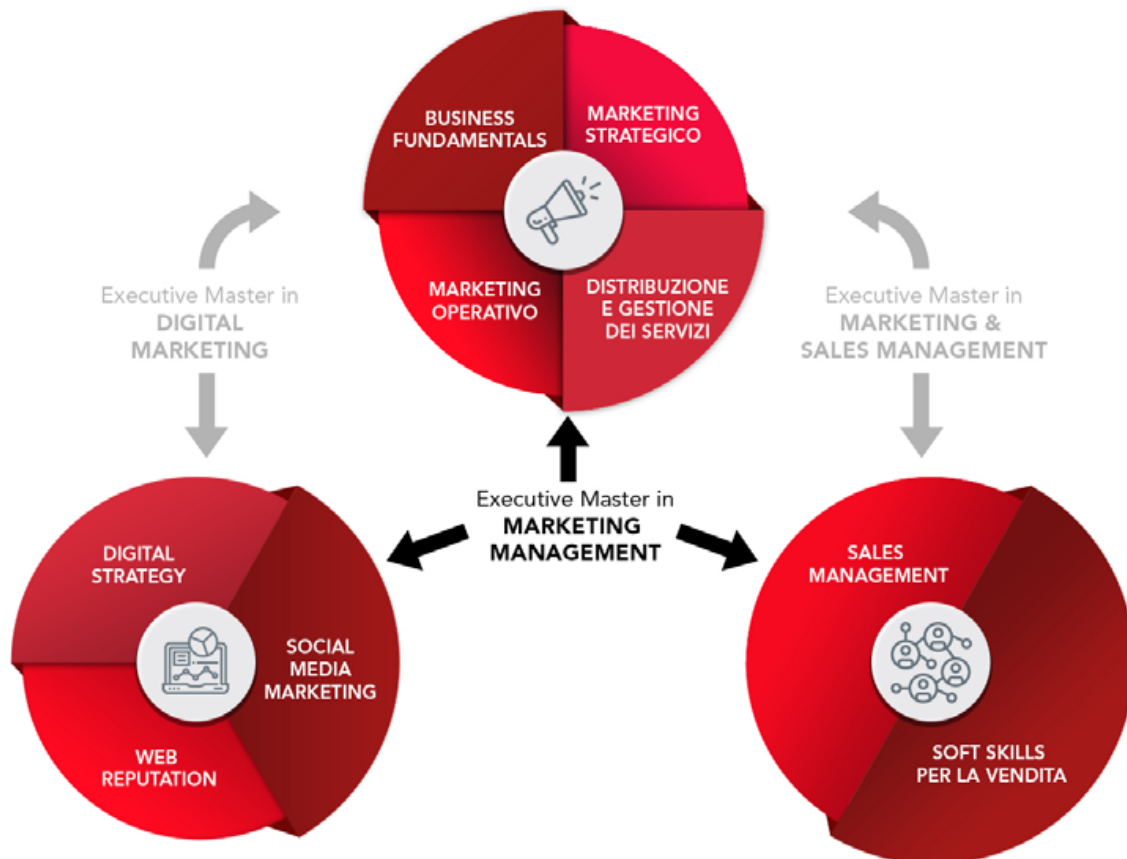 BUSINESS
FUNDAMENTALS
MARKETING
STRATEGICO
MARKETING
OPERATIVO
DISTRIBUZIONE
E GESTIONE
DEI SERVIZI
Executive Master in
DIGITAL
MARKETING
Executive Master in
MARKETING &
SALES MANAGEMENT
Executive Master in
MARKETING
MANAGEMENT
DIGITAL
STRATEGY
SOCIAL
MEDIA
MARKETING
WEB
REPUTATION
SALES
MANAGEMENT
SOFT SKILLS
PER LA VENDITA